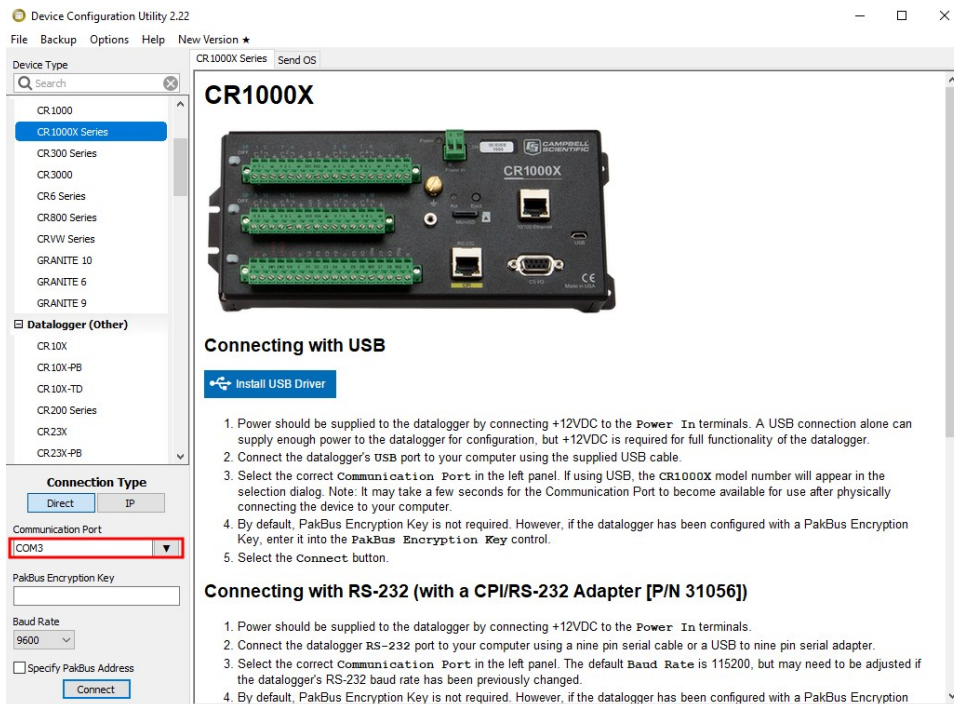 Device Configuration Utility 2.22
File Backup Options Help New Version ★
Device Type
Search
CR1000
CR1000X Series
CR300 Series
CR3000
CR6 Series
CR800 Series
CRVW Series
GRANITE 10
GRANITE 6
GRANITE 9
Datalogger (Other)
CR10X
CR10X-PB
CR10X-TD
CR200 Series
CR23X
CR23X-PB
Connection Type
Direct IP
Communication Port
COM3
PakBus Encryption Key
Baud Rate
9600
Specify PakBus Address
Connect
CR1000X Series Send OS
CR1000X
CAMPBELL
SCIENTIFIC
CR1000X
Power In
10/100 Ethernet
USB
RS-232
CPI
CS I/O
CE
Made in USA
Connecting with USB
Install USB Driver
1. Power should be supplied to the datalogger by connecting +12VDC to the Power In terminals. A USB connection alone can
supply enough power to the datalogger for configuration, but +12VDC is required for full functionality of the datalogger.
2. Connect the datalogger's USB port to your computer using the supplied USB cable.
3. Select the correct Communication Port in the left panel. If using USB, the CR1000X model number will appear in the
selection dialog. Note: It may take a few seconds for the Communication Port to become available for use after physically
connecting the device to your computer.
4. By default, PakBus Encryption Key is not required. However, if the datalogger has been configured with a PakBus Encryption
Key, enter it into the PakBus Encryption Key control.
5. Select the Connect button.
Connecting with RS-232 (with a CPI/RS-232 Adapter [P/N 31056])
1. Power should be supplied to the datalogger by connecting +12VDC to the Power In terminals.
2. Connect the datalogger RS-232 port to your computer using a nine pin serial cable or a USB to nine pin serial adapter.
3. Select the correct Communication Port in the left panel. The default Baud Rate is 115200, but may need to be adjusted if
the datalogger's RS-232 baud rate has been previously changed.
4. By default, PakBus Encryption Key is not required. However, if the datalogger has been configured with a PakBus Encryption